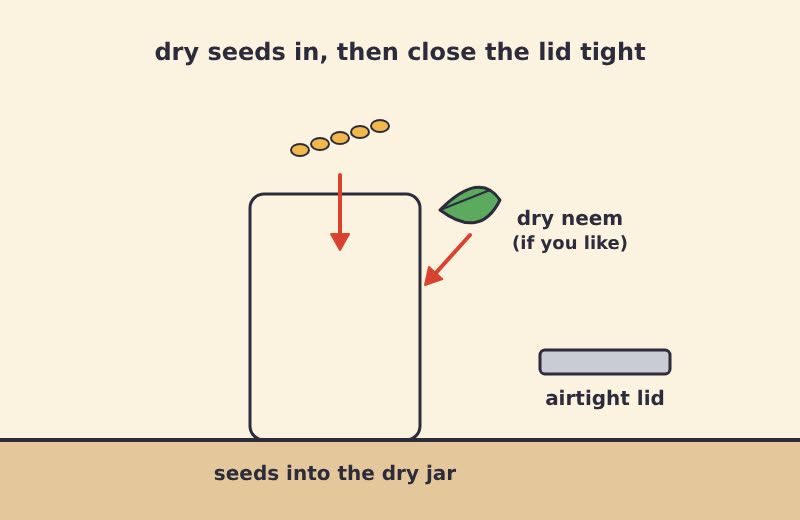 dry seeds in, then close the lid tight
dry neem
(if you like)
airtight lid
seeds into the dry jar